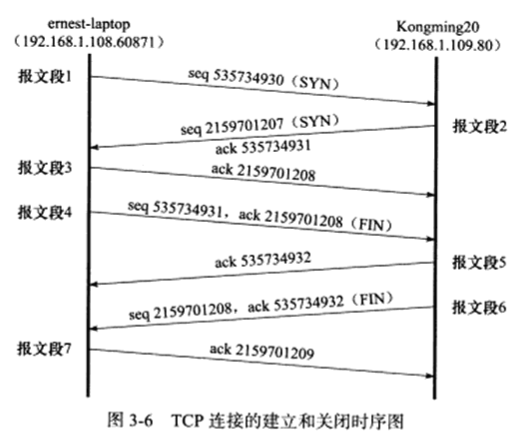 ernest-laptop
(192.168.1.108.60871)
Kongming20
(192.168.1.109.80)
报文段1
seq 535734930(SYN)
seq 2159701207(SYN)
ack 535734931
报文段2
报文段3
ack 2159701208
报文段4
seq 535734931,ack 2159701208(FIN)
ack 535734932
报文段5
seq 2159701208,ack 535734932(FIN)
报文段6
报文段7
ack 2159701209
图 3-6 TCP 连接的建立和关闭时序图